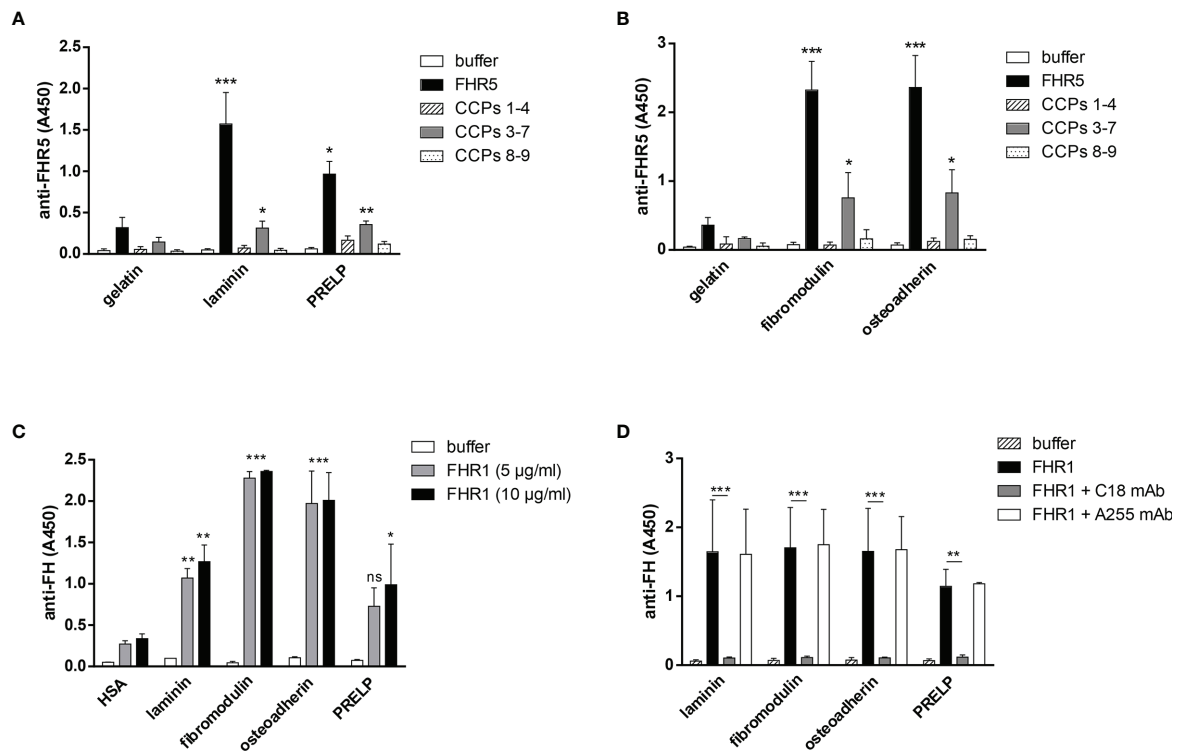 A
anti-FHR5 (A450)
2.5
2.0
1.5
1.0
0.5
0.0
***
*
*
**
gelatin
laminin
PRELP
buffer
FHR5
CCPs 1-4
CCPs 3-7
CCPs 8-9
B
anti-FHR5 (A450)
3
2
1
0
***
***
*
*
gelatin
fibromodulin
osteoadherin
buffer
FHR5
CCPs 1-4
CCPs 3-7
CCPs 8-9
C
anti-FH (A450)
2.5
2.0
1.5
1.0
0.5
0.0
**
**
***
***
ns
*
HSA
laminin
fibromodulin
osteoadherin
PRELP
buffer
FHR1 (5 µg/ml)
FHR1 (10 µg/ml)
D
anti-FH (A450)
3
2
1
0
***
***
***
**
laminin
fibromodulin
osteoadherin
PRELP
buffer
FHR1
FHR1 + C18 mAb
FHR1 + A255 mAb